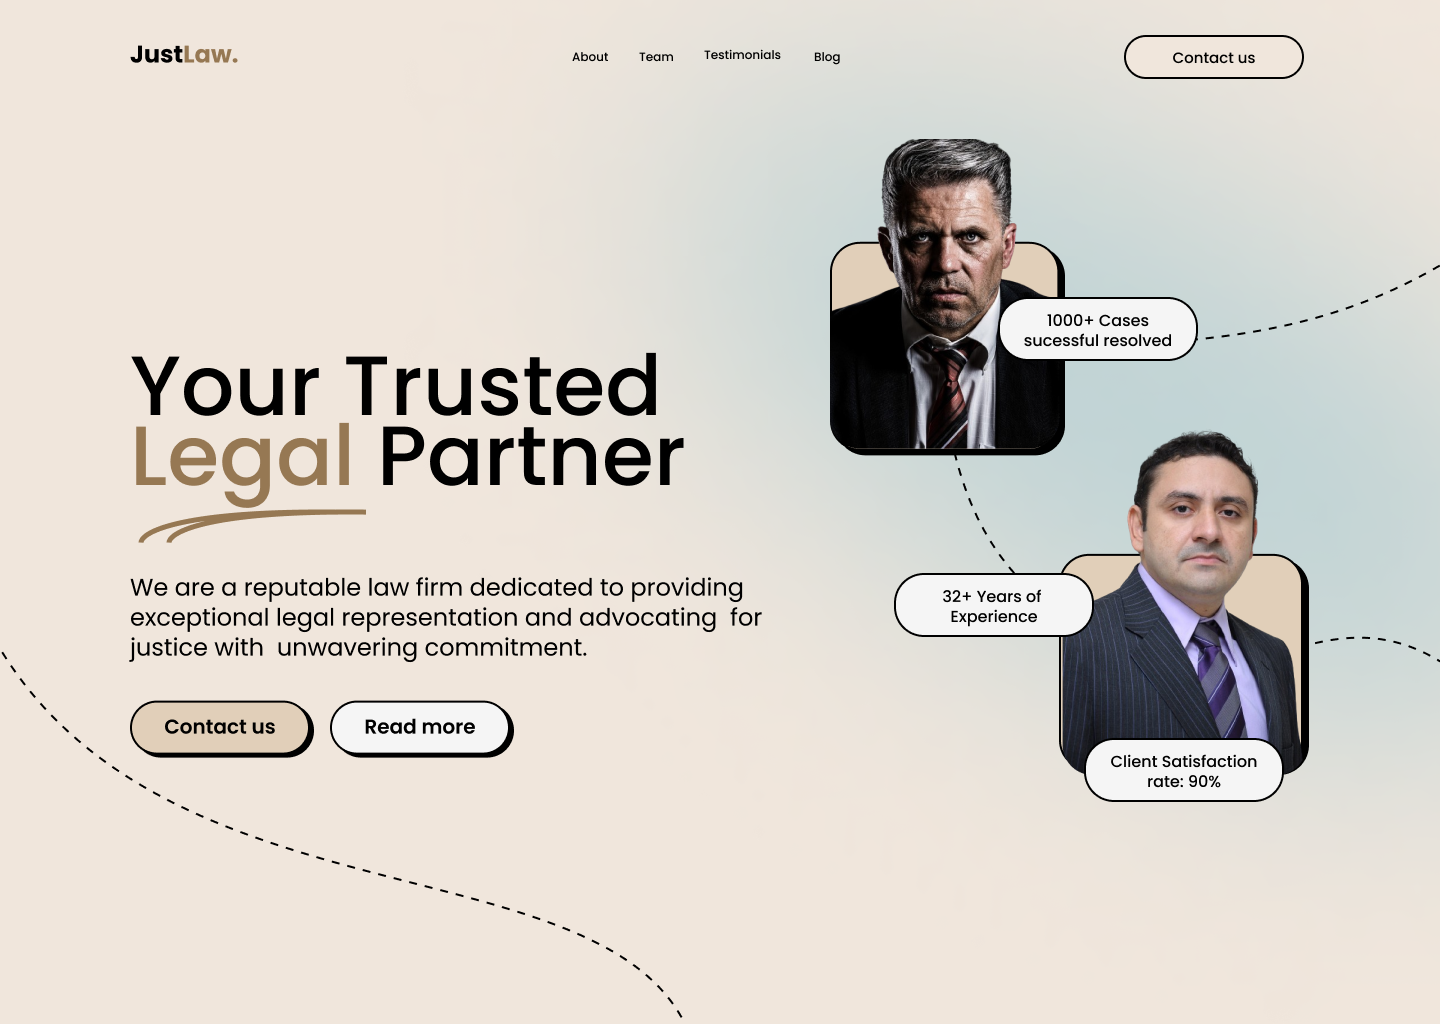 JustLaw.
About
Team
Testimonials
Blog
Contact us
1000+ Cases
sucessful resolved
Your Trusted
Legal Partner
We are a reputable law firm dedicated to providing
exceptional legal representation and advocating  for
justice with  unwavering commitment.
Contact us
Read more
32+ Years of
Experience
Client Satisfaction
rate: 90%